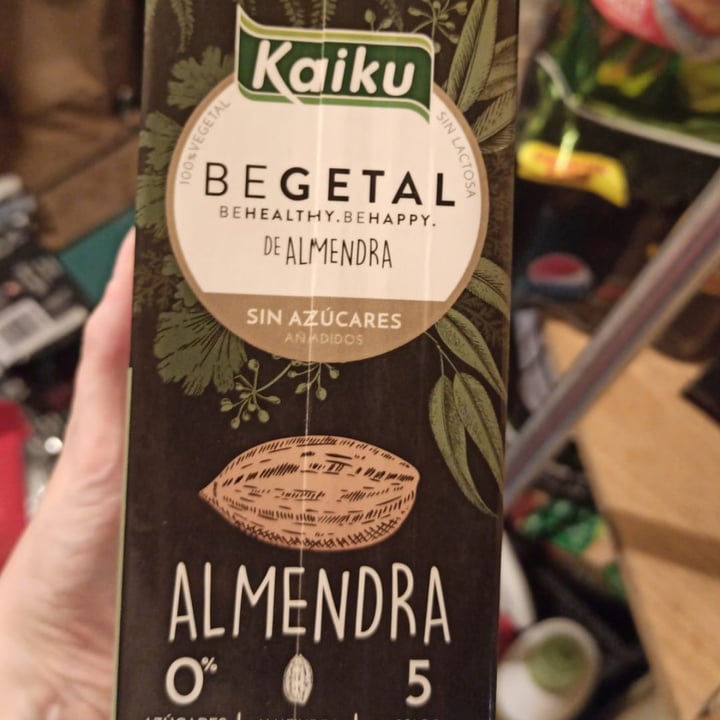 Kaiku
100% VEGETAL
SIN LACTOSA
BEGETAL
BEHEALTHY.BEHAPPY.
DE ALMENDRA
SIN AZÚCARES
AÑADIDOS
ALMENDRA
0%
5